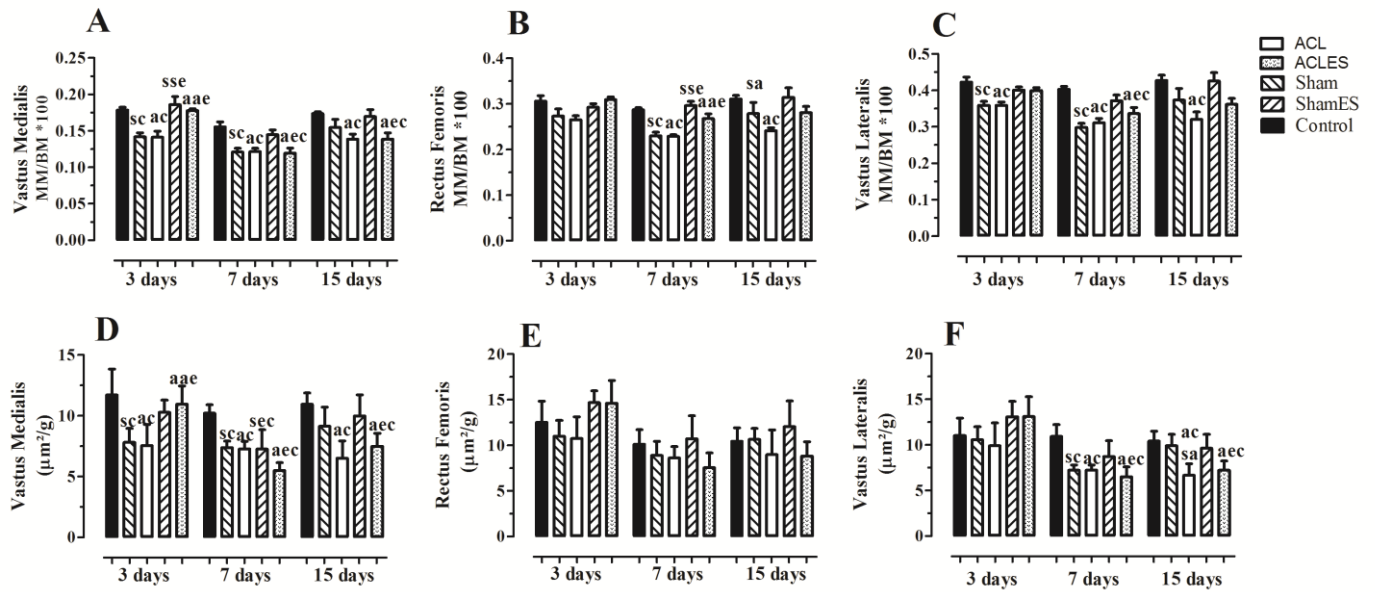 A
Vastus Medialis
MM/BM *100
0.25
0.20
0.15
0.10
0.05
0.00
sc ac sse aae
sc ac aec
ac aec
3 days 7 days 15 days
B
Rectus Femoris
MM/BM *100
0.4
0.3
0.2
0.1
0.0
sc ac sse aae
sa ac
3 days 7 days 15 days
C
Vastus Lateralis
MM/BM *100
0.5
0.4
0.3
0.2
0.1
0.0
sc ac
sc ac aec
ac
3 days 7 days 15 days
ACL
ACLES
Sham
ShamES
Control
D
Vastus Medialis
(µm²/g)
15
10
5
0
sc ac aae
sc ac sec aec
ac aec
3 days 7 days 15 days
E
Rectus Femoris
(µm²/g)
20
15
10
5
0
3 days 7 days 15 days
F
Vastus Lateralis
(µm²/g)
20
15
10
5
0
sc ac aec
ac
sa aec
3 days 7 days 15 days